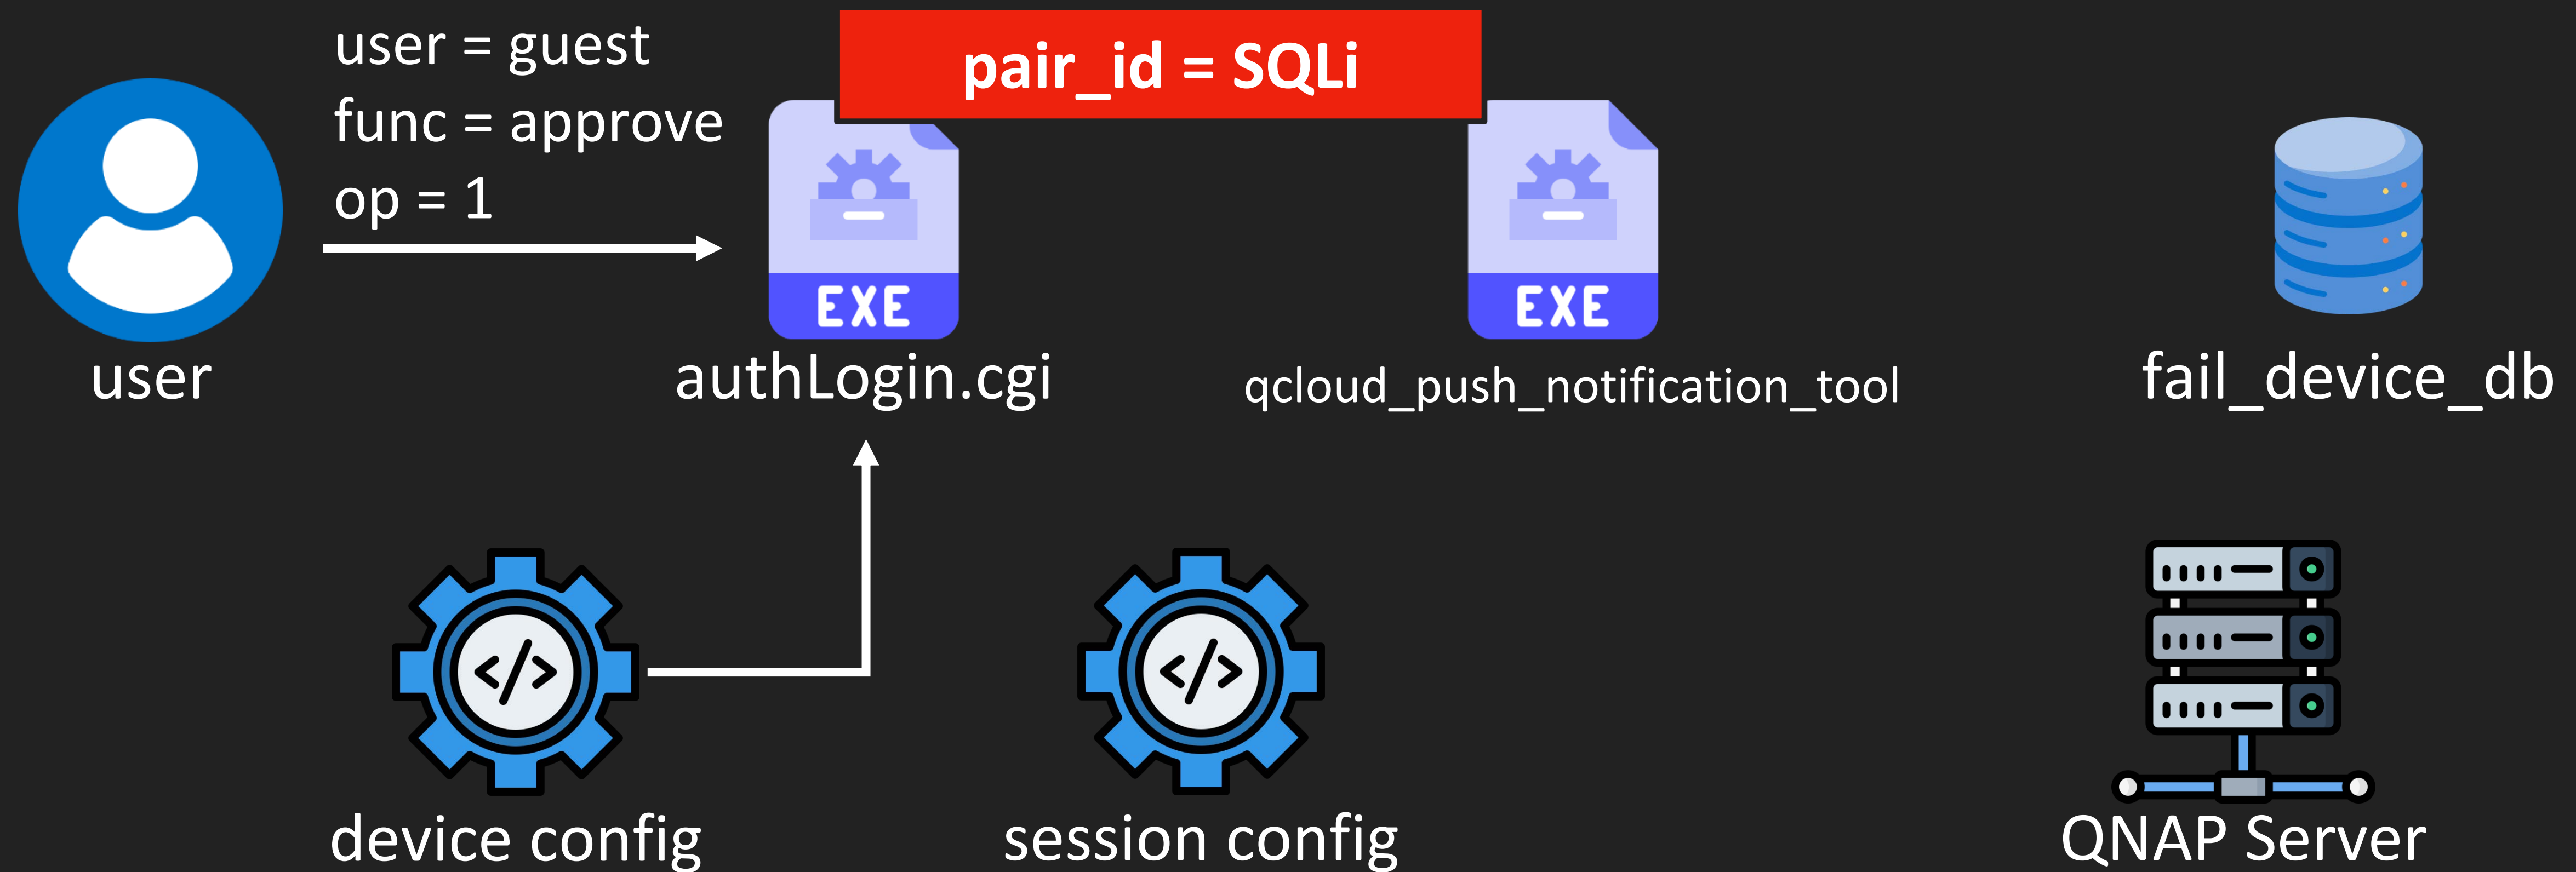 user = guest
func = approve
op = 1
pair_id = SQLi
EXE
EXE
user
authLogin.cgi
qcloud_push_notification_tool
fail_device_db
</>
</>
device config
session config
QNAP Server